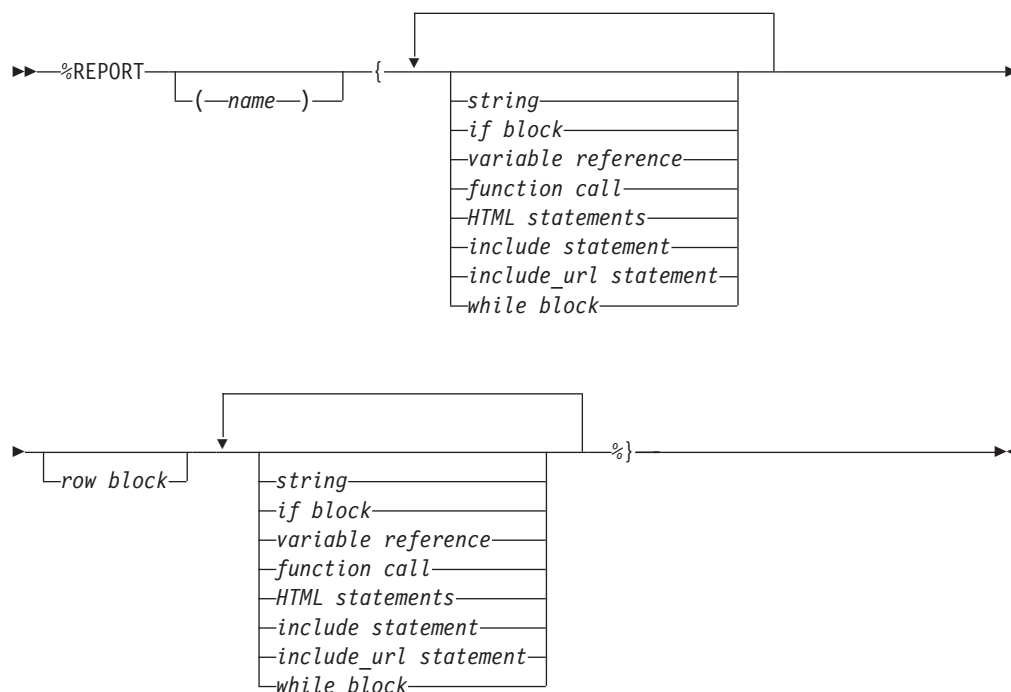 %REPORT {
( name )
string
if block
variable reference
function call
HTML statements
include statement
include_url statement
while block
%}
row block
string
if block
variable reference
function call
HTML statements
include statement
include_url statement
while block